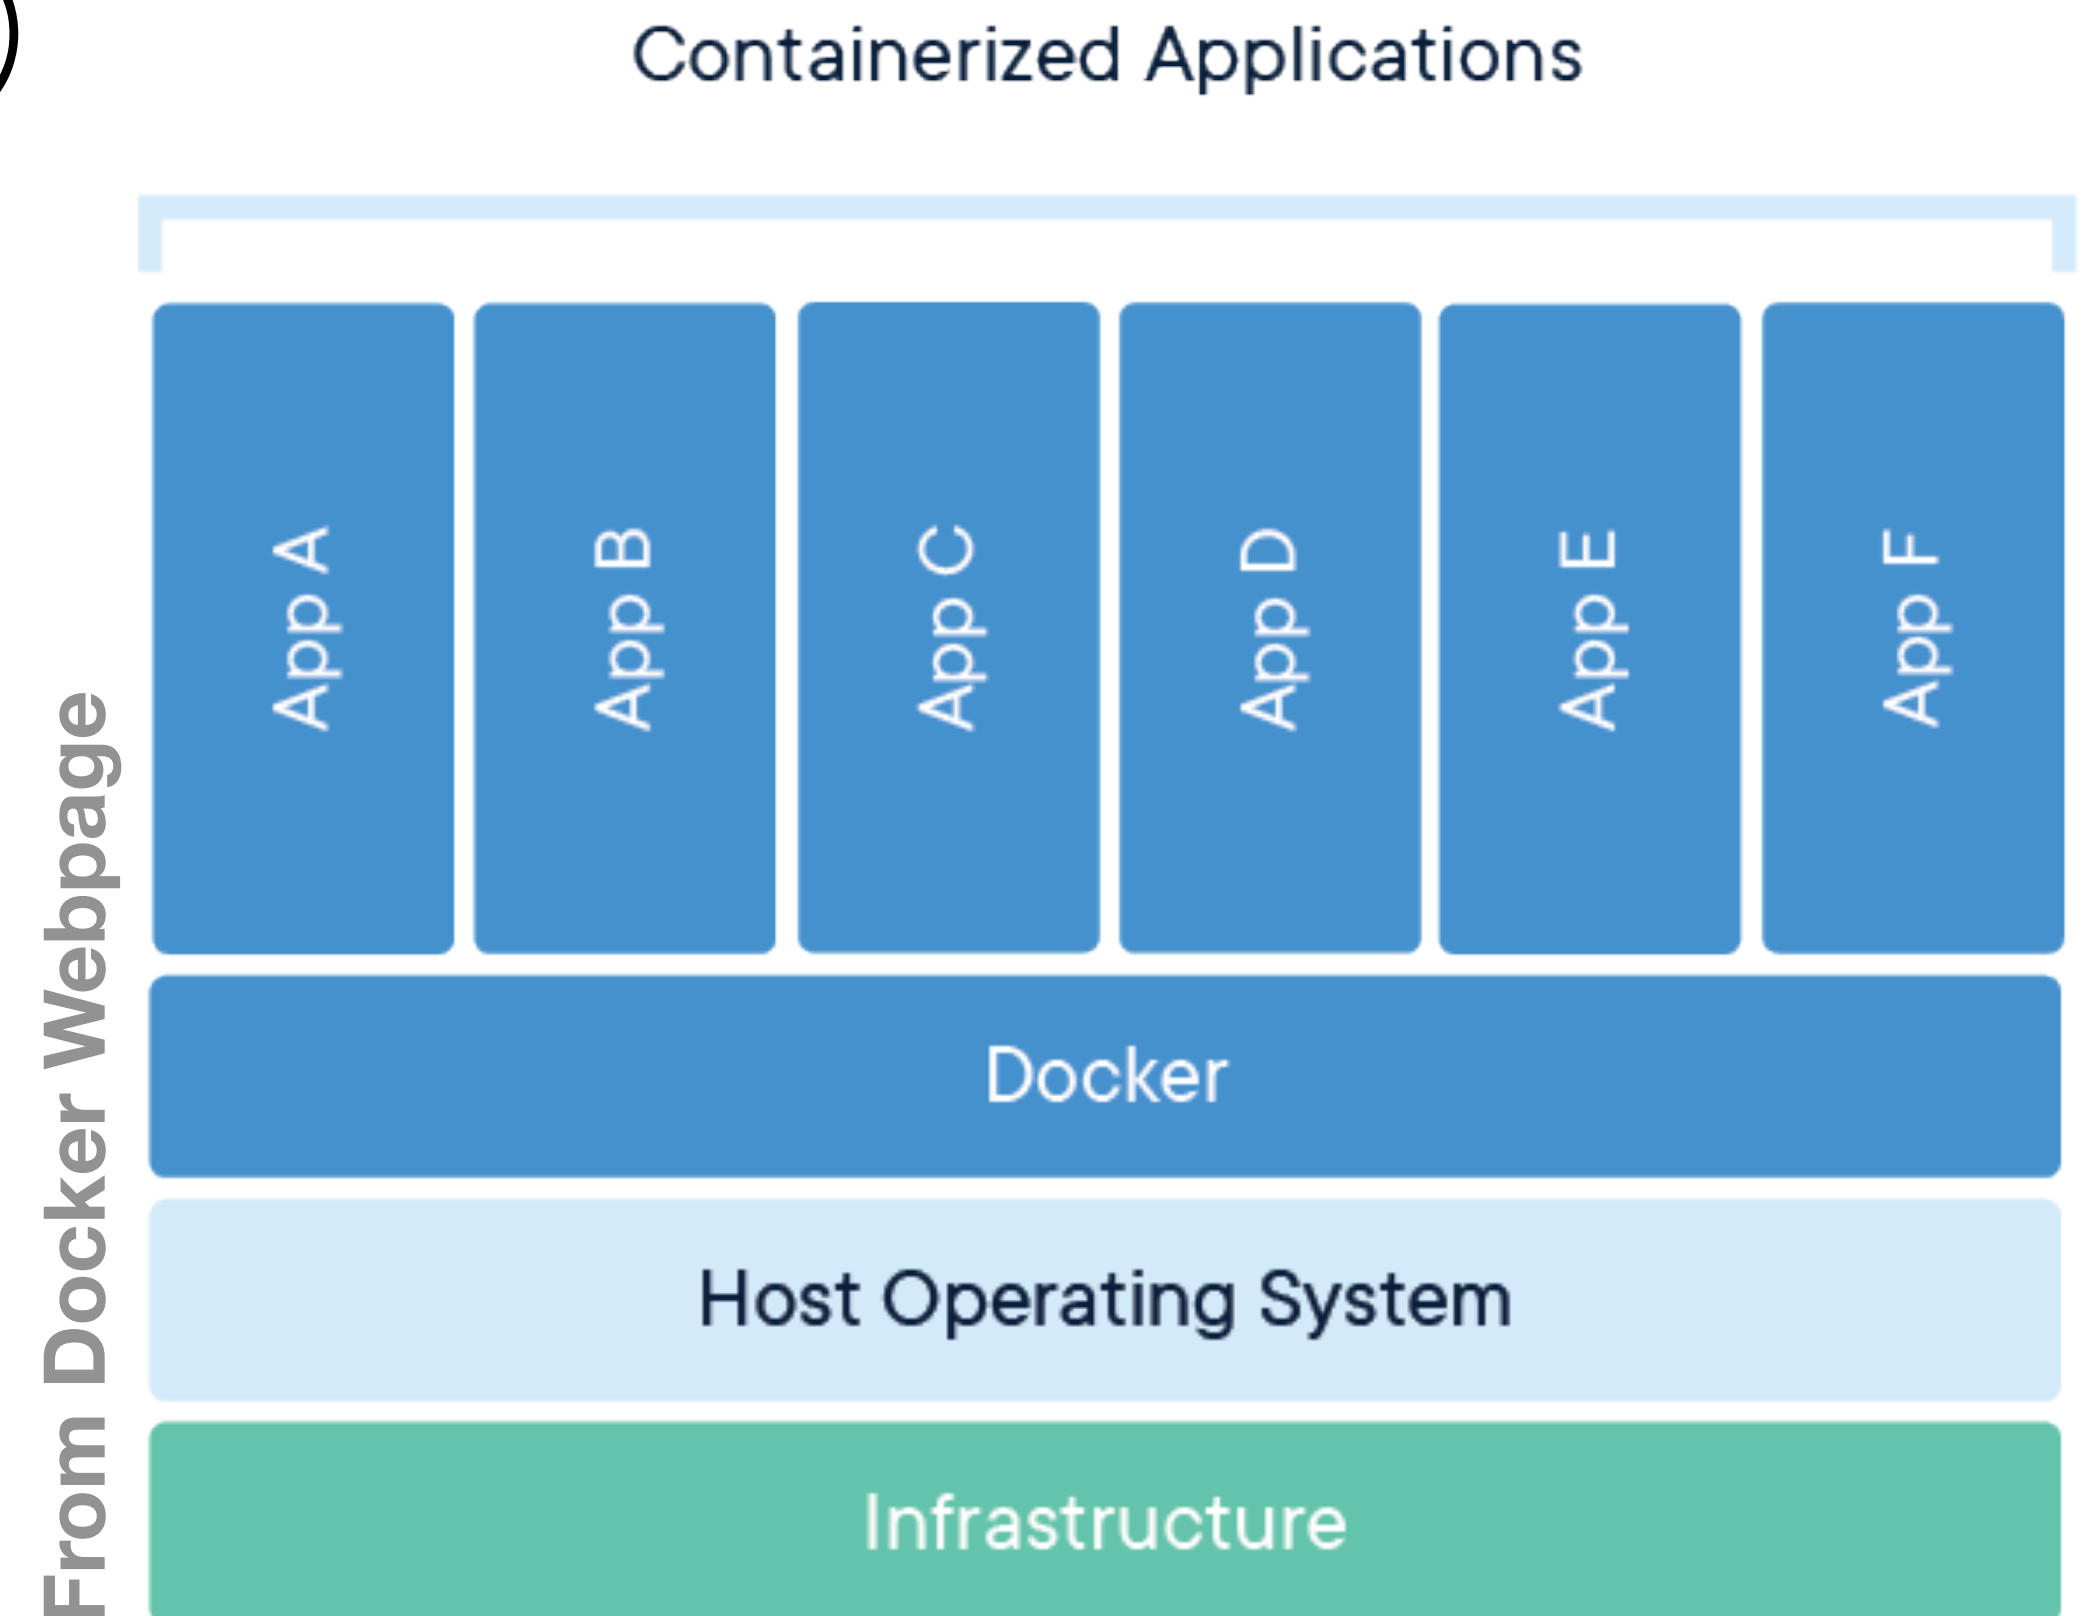 Containerized Applications
App A
App B
App C
App D
App E
App F
Docker
Host Operating System
Infrastructure
From Docker Webpage
)